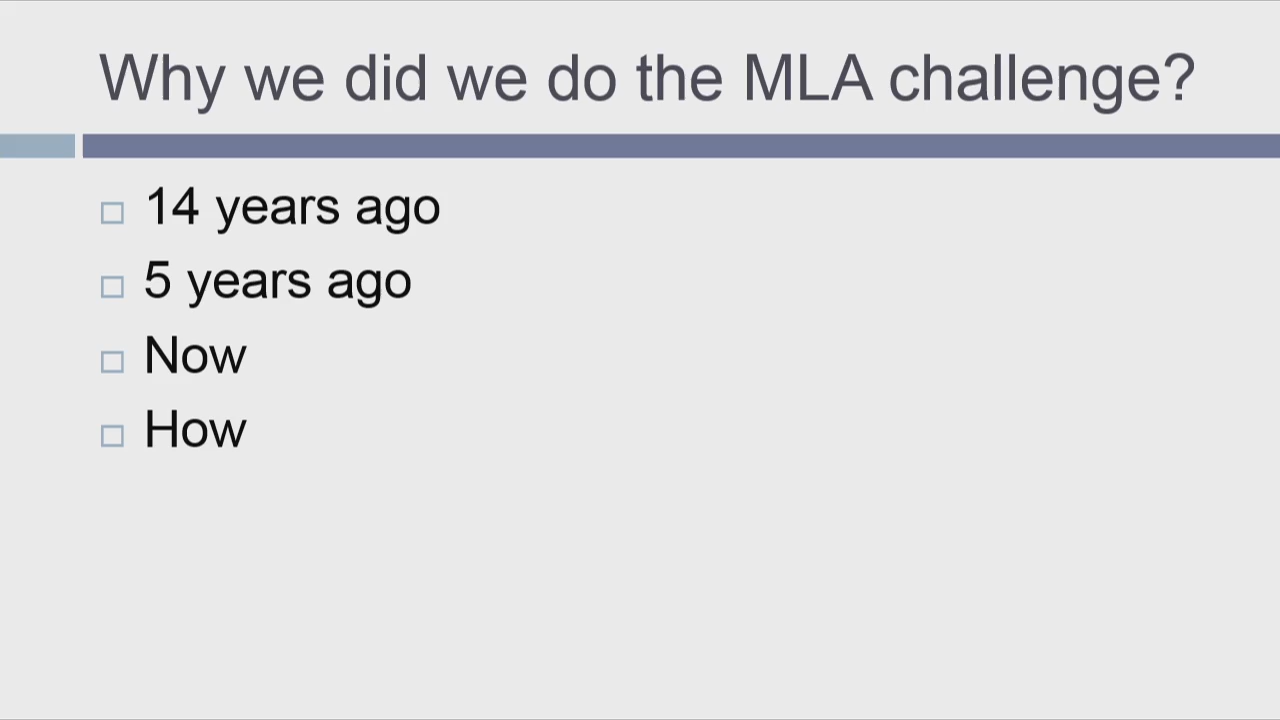 Why we did we do the MLA challenge?
14 years ago
5 years ago
Now
How